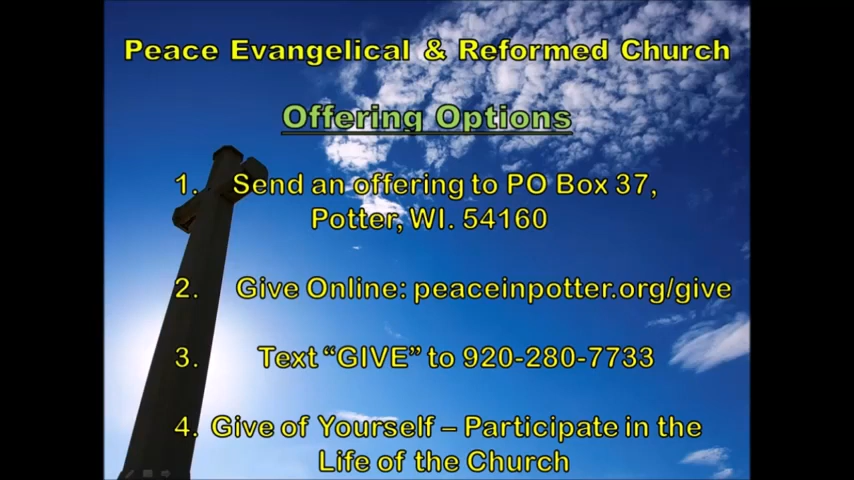 Peace Evangelical & Reformed Church
Offering Options
1. Send an offering to PO Box 37,
Potter, WI. 54160
2. Give Online: peaceinpotter.org/give
3. Text “GIVE” to 920-280-7733
4. Give of Yourself – Participate in the
Life of the Church